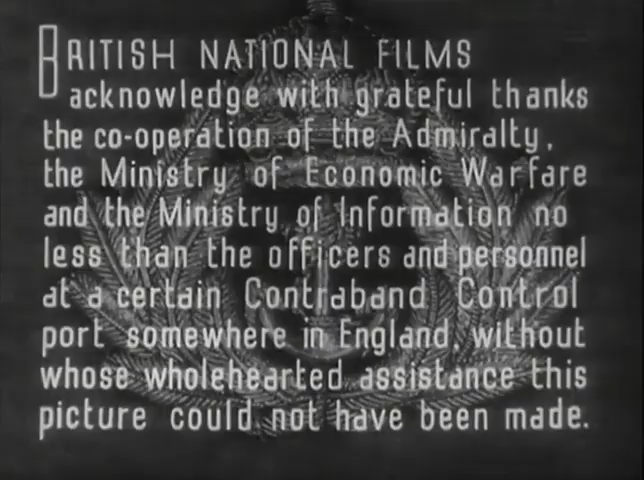 BRITISH NATIONAL FILMS
acknowledge with grateful thanks
the co-operation of the Admiralty,
the Ministry of Economic Warfare
and the Ministry of Information no
less than the officers and personnel
at a certain Contraband Control
port somewhere in England, without
whose wholehearted assistance this
picture could not have been made.